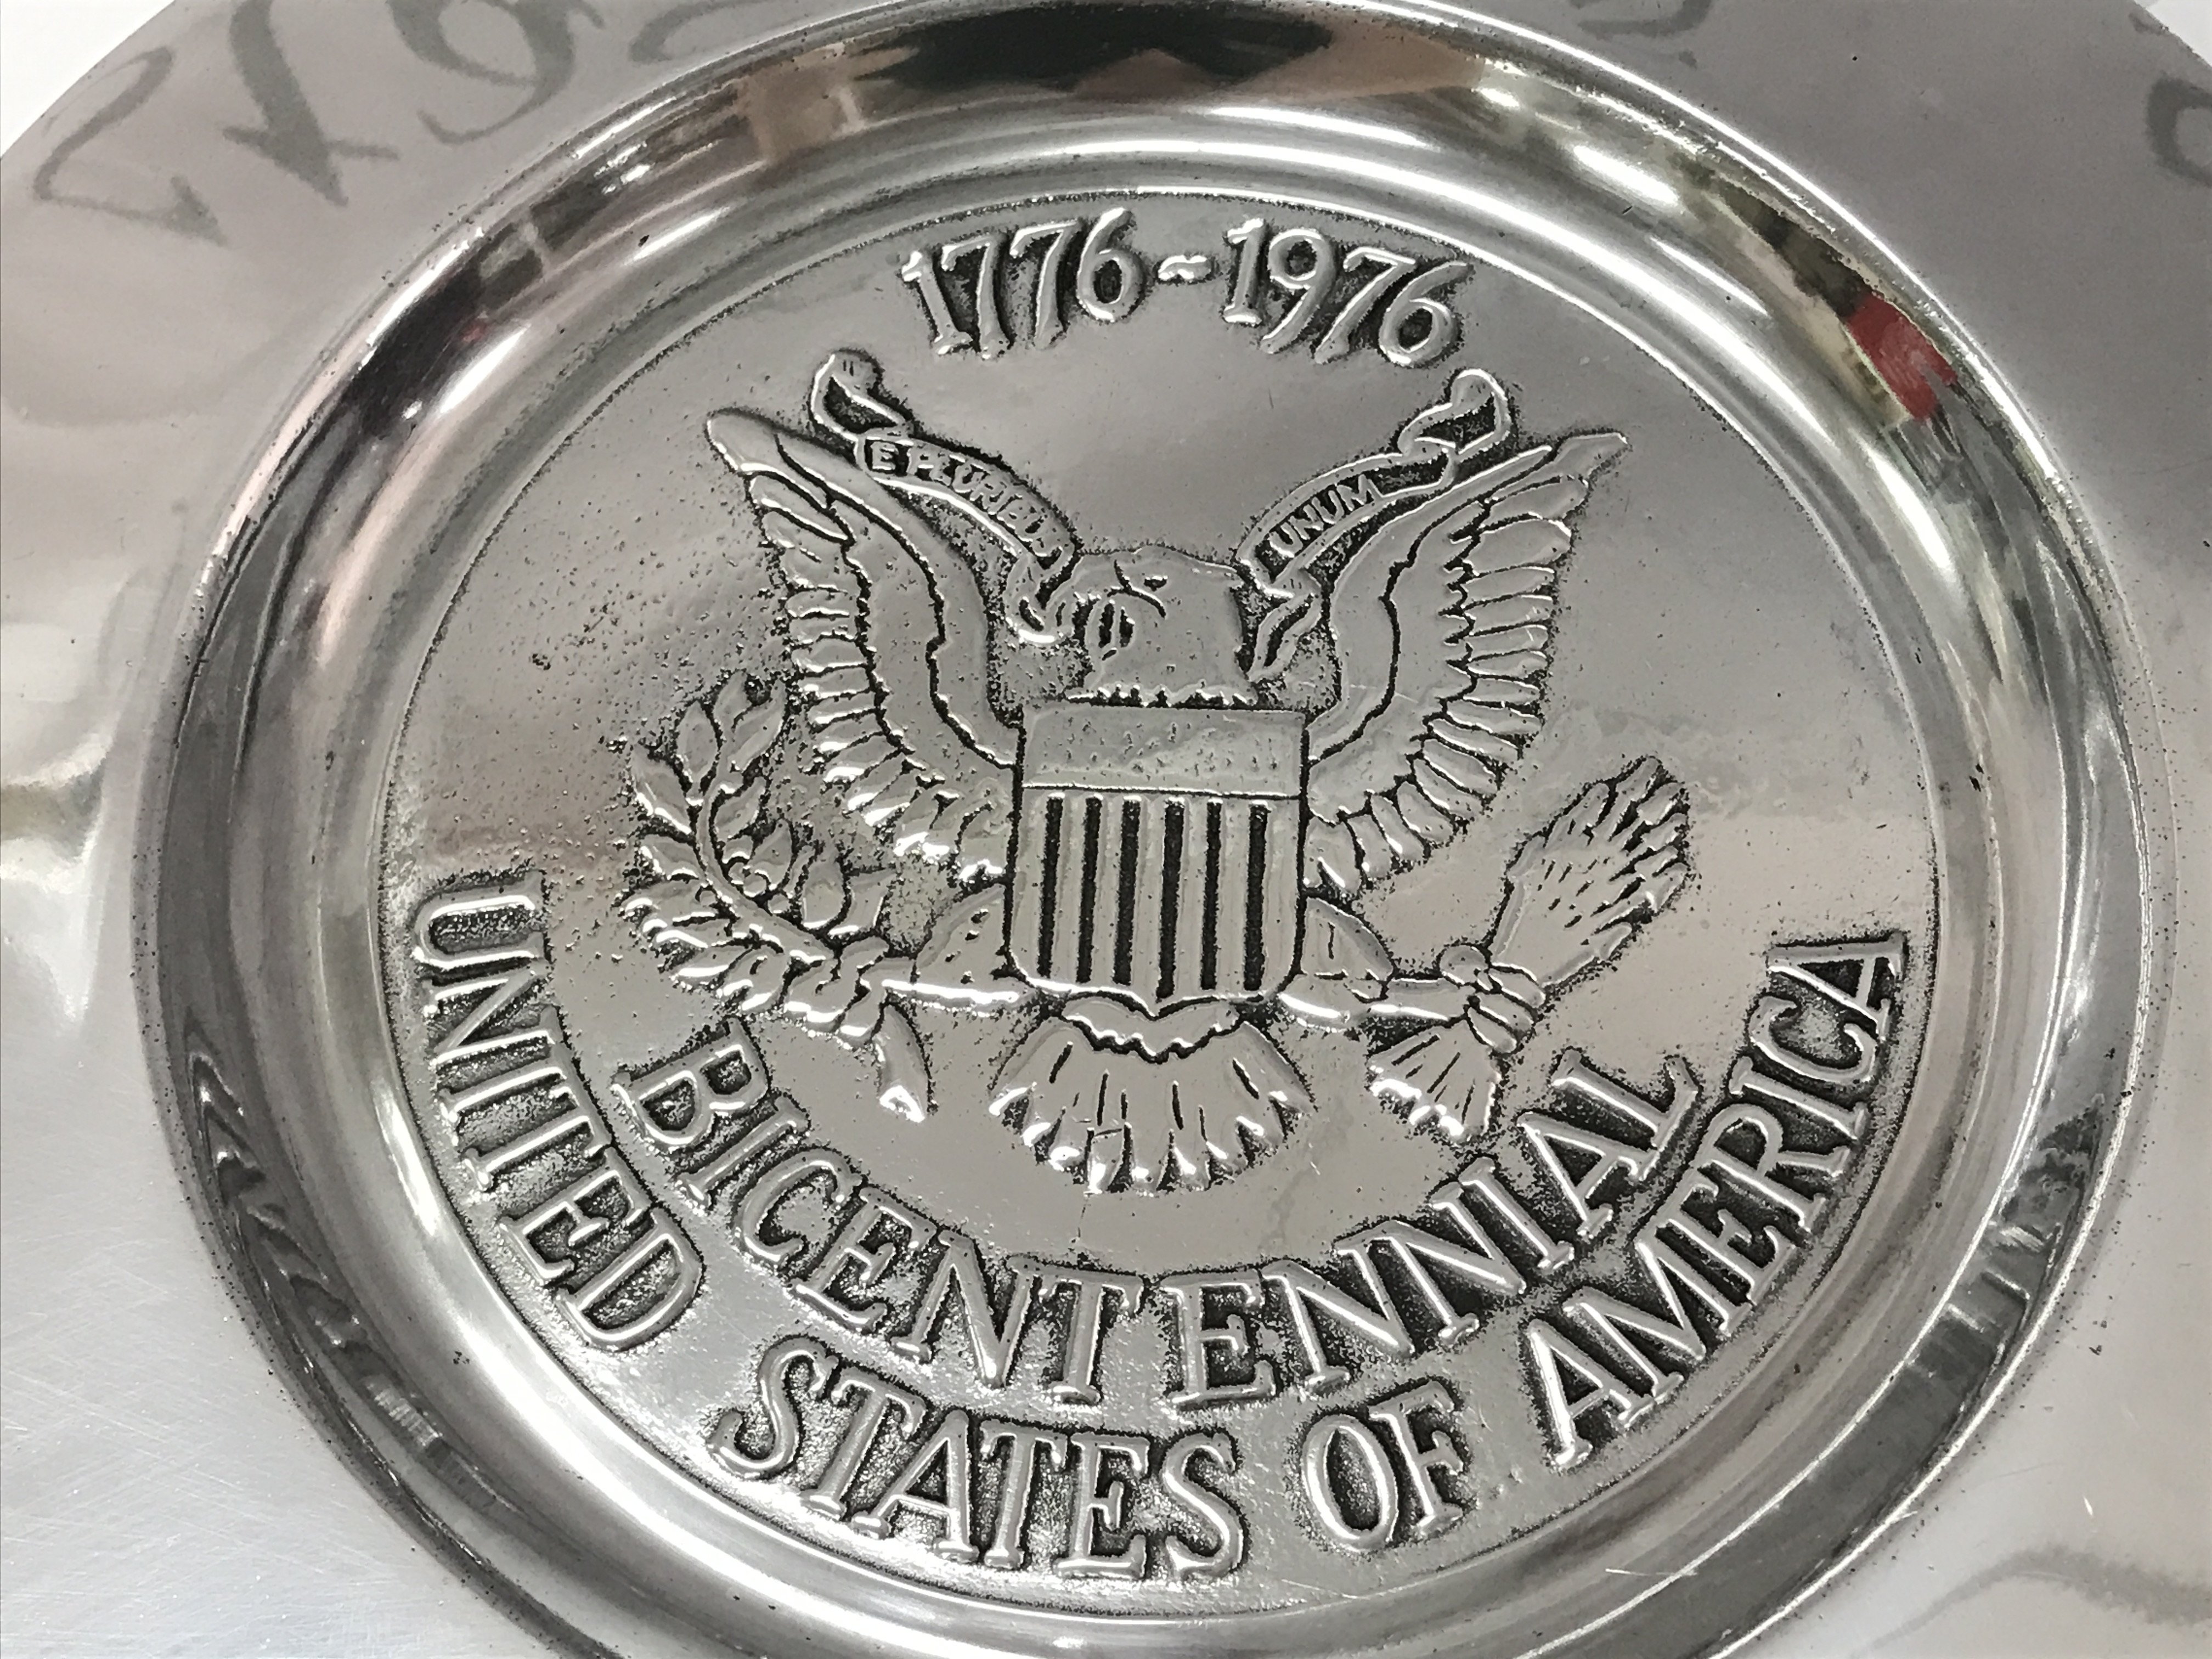 1776-1976
E PLURIBUS UNUM
BICENTENNIAL
UNITED STATES OF AMERICA